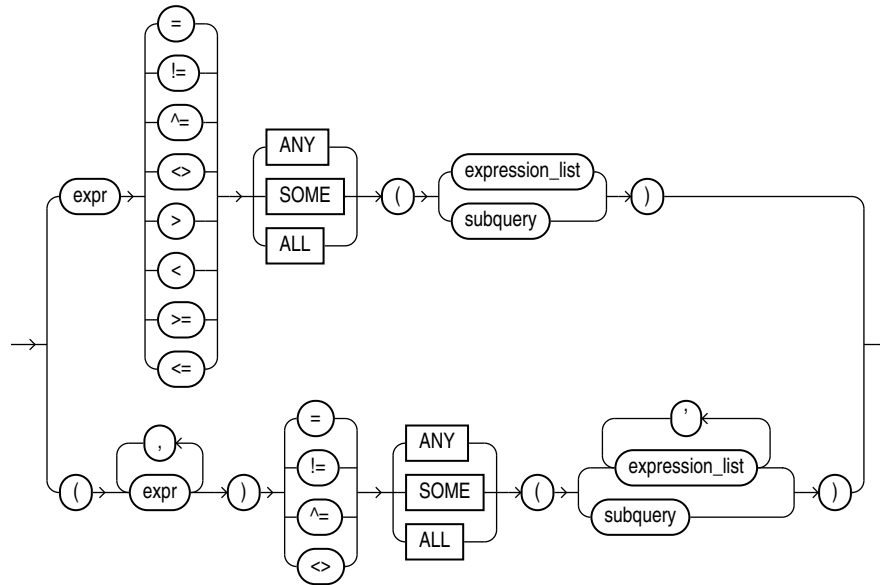 =
!=
^=
<>
>
<
>=
<=
expr
ANY
SOME
ALL
(
expression_list
subquery
)
(
,
expr
)
=
!=
^=
<>
ANY
SOME
ALL
(
,
expression_list
subquery
)